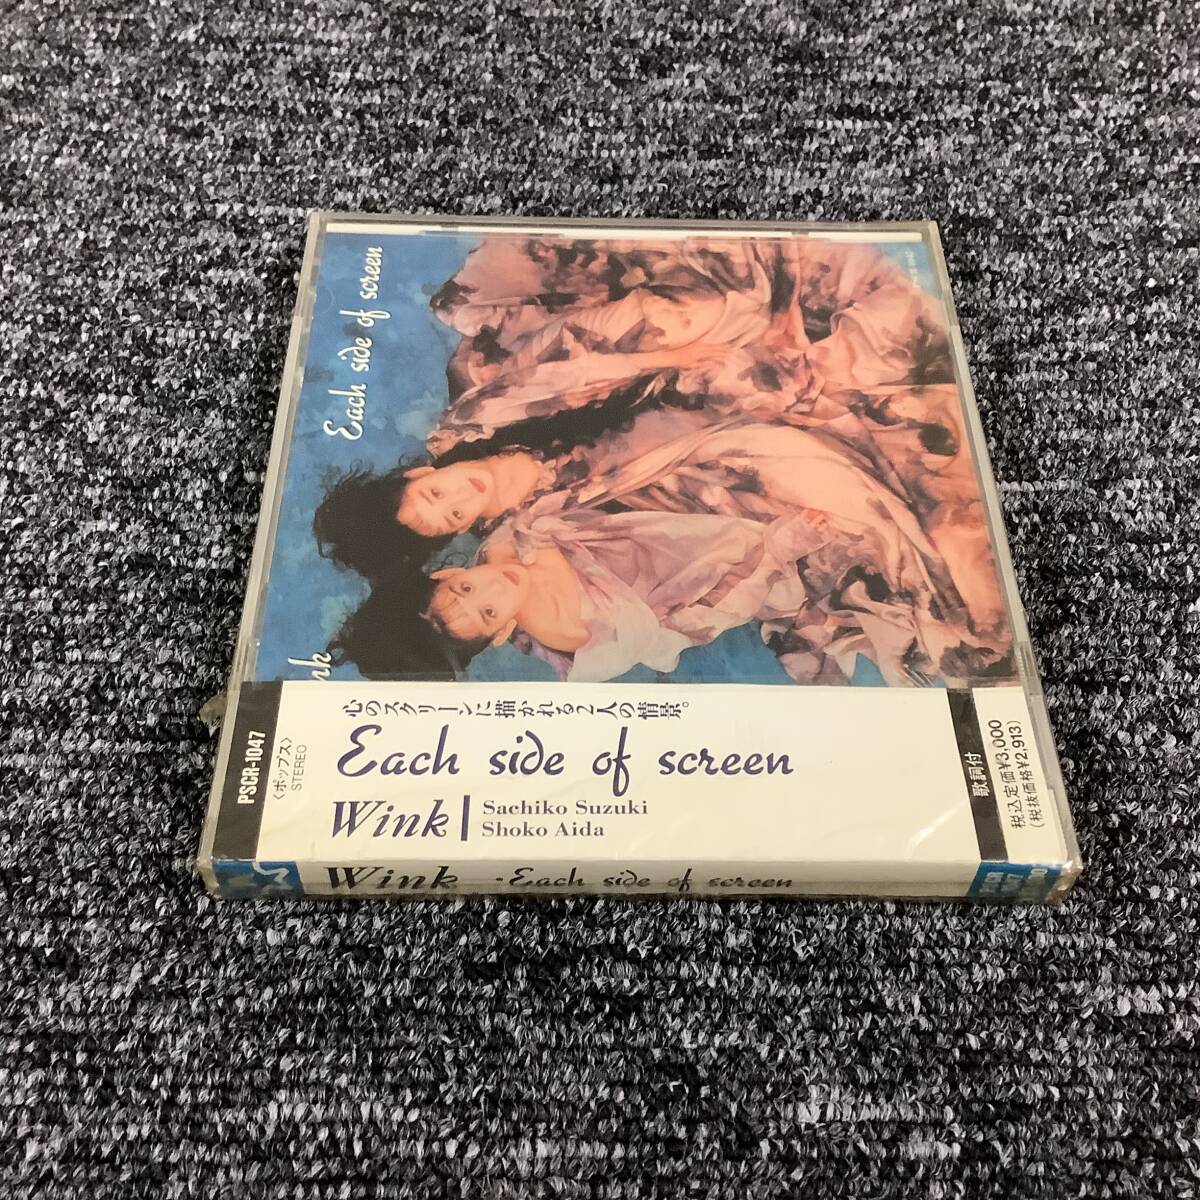 Each side of screen
nk
心のスクリーンに描かれる2人の情景。
Each side of screen
Wink
Sachiko Suzuki
Shoko Aida
PSCR-1047
〈ポップス〉
STEREO
歌詞付
税込定価¥3,000
(税抜価格¥2,913)
Wink・Each side of screen